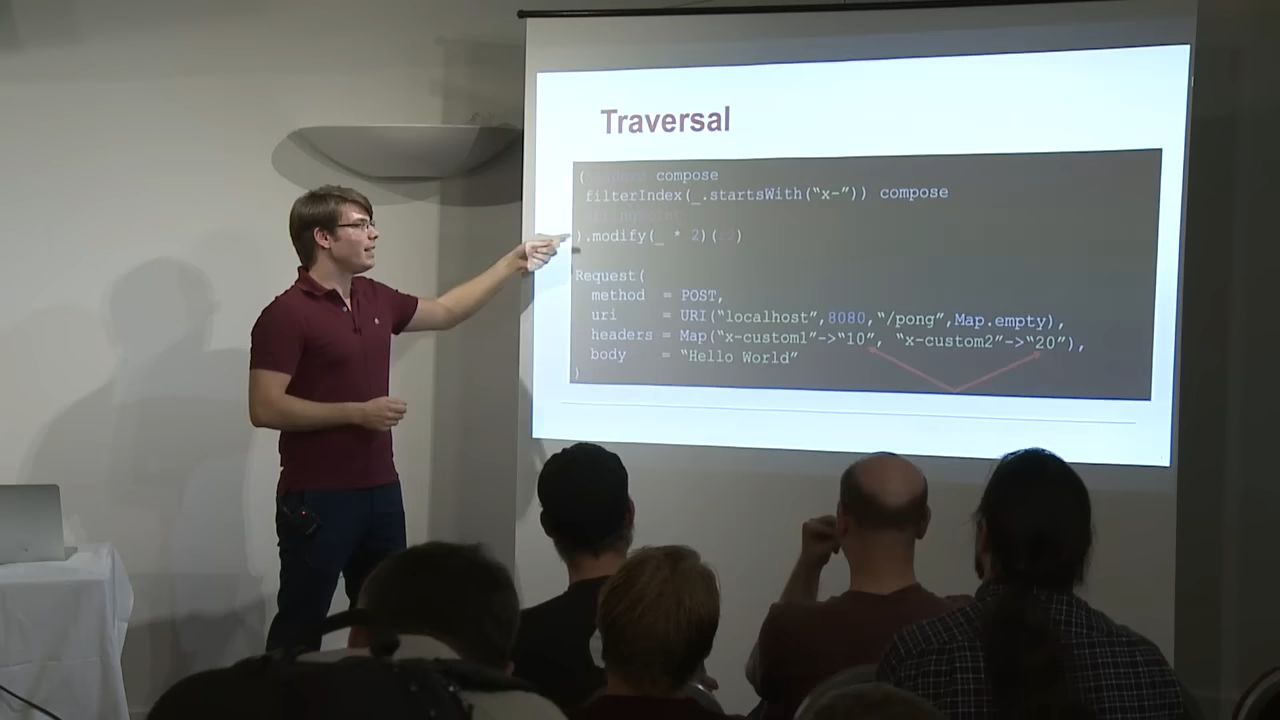 Traversal
( compose
filterIndex(_.startsWith(“x-”)) compose
).modify(_ * 2)(r2)
Request(
method = POST,
uri = URI(“localhost”,8080,“/pong”,Map.empty),
headers = Map(“x-custom1”->“10”, “x-custom2”->“20”),
body = “Hello World”
)